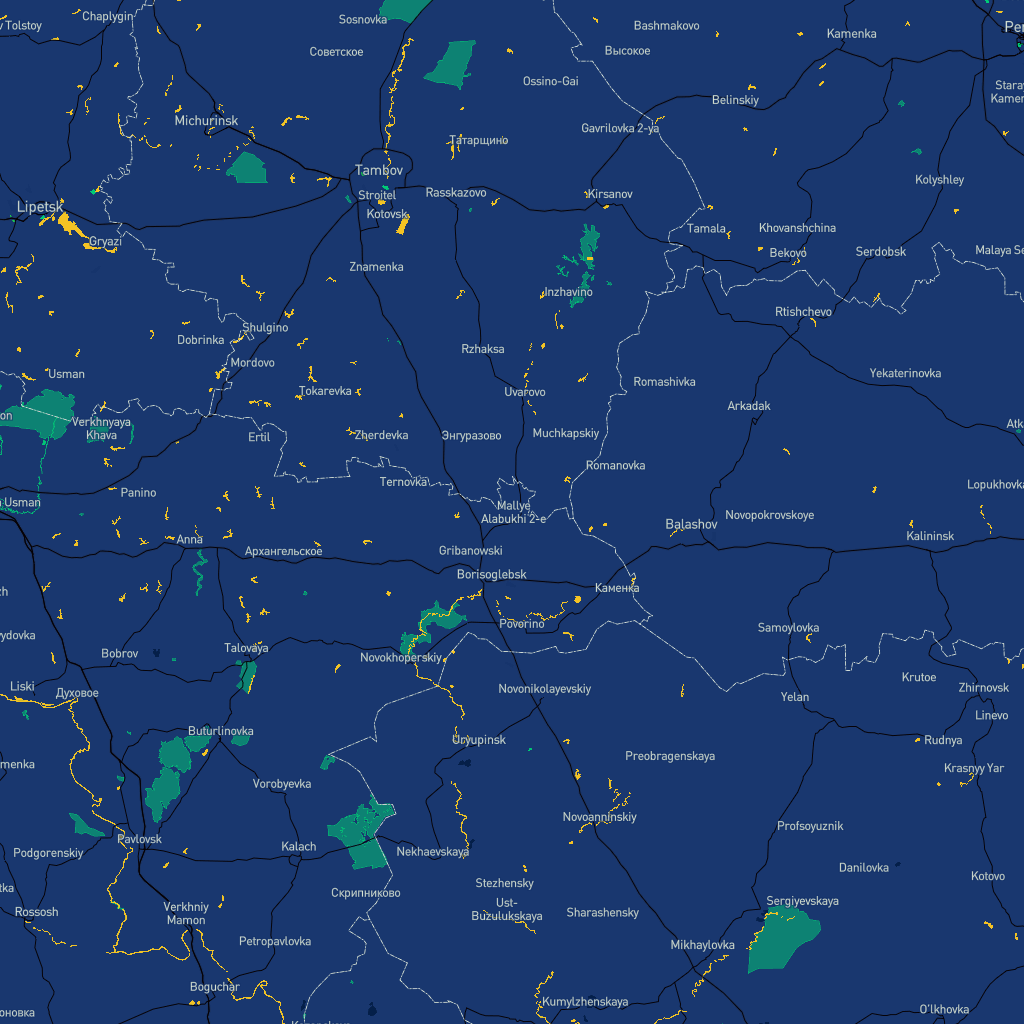 Chaplygin
Sosnovka
Tolstoy
Bashmakovo
Советское
Высокое
Kamenka
Ossino-Gai
Belinskiy
Michurinsk
Gavrilovka 2-ya
Татарщино
Tambov
Kolyshley
Stroitel
Rasskazovo
Kirsanov
Lipetsk
Kotovsk
Gryazi
Tamala
Khovanshchina
Bekovo
Serdobsk
Znamenka
Inzhavino
Rtishchevo
Shulgino
Dobrinka
Mordovo
Rzhaksa
Usman
Tokarevka
Uvarovo
Romashivka
Yekaterinovka
Arkadak
Verkhnyaya
Khava
Ertil
Zherdevka
Энгуразово
Muchkapskiy
Romanovka
Ternovka
Lopukhovka
Panino
Usman
Mallye
Alabukhi 2-e
Balashov
Novopokrovskoye
Kalininsk
Anna
Архангельское
Gribanowski
Borisoglebsk
Каменка
Povorino
Samoylovka
Bobrov
Talovaya
Novokhoperskiy
Krutoe
Liski
Духовое
Novonikolayevskiy
Yelan
Zhirnovsk
Linevo
Buturlinovka
Uryupinsk
Rudnya
Preobragenskaya
Krasnyy Yar
Vorobyevka
Novoanninskiy
Profsoyuznik
Pavlovsk
Kalach
Nekhaevskaya
Podgorenskiy
Danilovka
Kotovo
Stezhensky
Скрипниково
Sergiyevskaya
Rossosh
Verkhniy
Mamon
Ust-
Buzulukskaya
Sharashensky
Petropavlovka
Mikhaylovka
Boguchar
Kumylzhenskaya
O'lkhovka